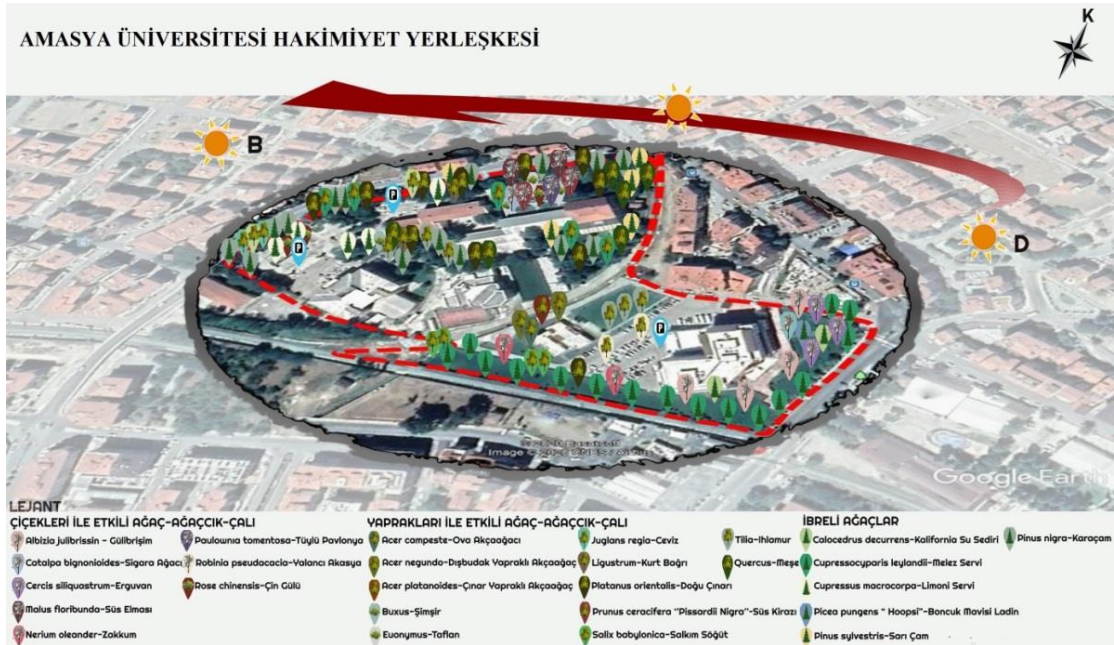 K
AMASYA ÜNİVERSİTESİ HAKİMİYET YERLEŞKESİ
B
D
P
P
P
Google Earth
LEJANT
ÇİÇEKLERİ İLE ETKİLİ AĞAÇ-AĞAÇCIK-ÇALI
Albizia julibrissin - Gülibrişim
Catalpa bignonioides-Sigara Ağacı
Cercis siliquastrum-Erguvan
Malus floribunda-Süs Elması
Nerium oleander-Zakkum
Paulounia tomentosa-Tüylü Pavlonya
Robinia pseudacacia-Yalancı Akasya
Rose chinensis-Çin Gülü
YAPRAKLARI İLE ETKİLİ AĞAÇ-AĞAÇCIK-ÇALI
Acer campeste-Ova Akçaağacı
Acer negundo-Dışbudak Yapraklı Akçaağaç
Acer platanoides-Çınar Yapraklı Akçaağaç
Buxus-Şimşir
Euonymus-Taflan
Juglans regia-Ceviz
Ligustrum-Kurt Bağrı
Platanus orientalis-Doğu Çınarı
Prunus ceracifera "Pissardii Nigra"-Süs Kirazı
Salix babylonica-Salkım Söğüt
Tilia-Ihlamur
Quercus-Meşe
İBRELİ AĞAÇLAR
Calocedrus decurrens-Kalifornia Su Sediri
Cupressocyparis leylandii-Melez Servi
Cupressus macrocorpa-Limoni Servi
Picea pungens " Hoopsi"-Boncuk Mavisi Ladin
Pinus sylvestris-Sarı Çam
Pinus nigra-Karaçam